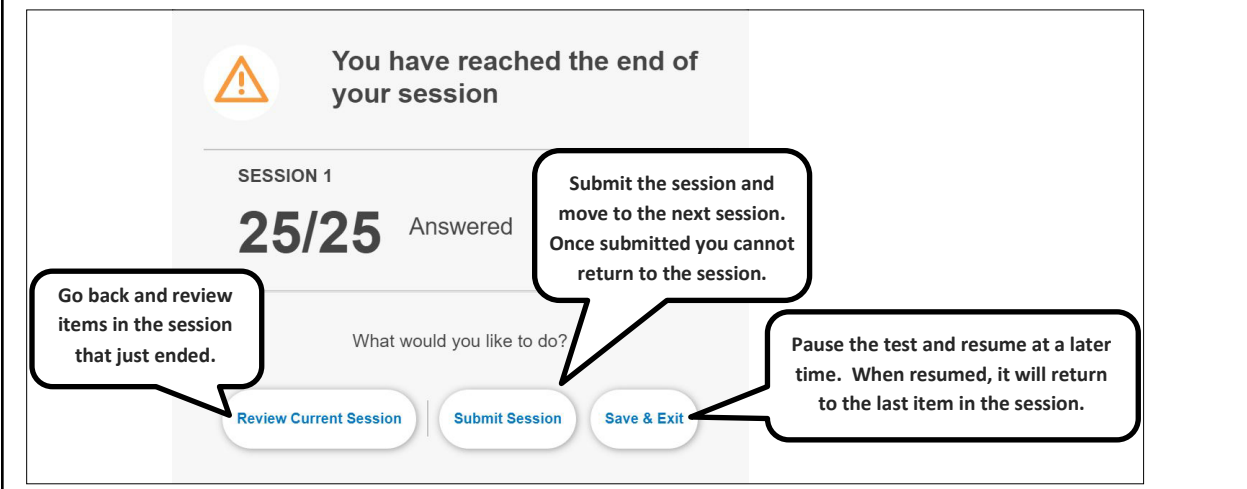 You have reached the end of
your session
SESSION 1
25/25 Answered
Submit the session and
move to the next session.
Once submitted you cannot
return to the session.
Go back and review
items in the session
that just ended.
What would you like to do?
Pause the test and resume at a later
time. When resumed, it will return
to the last item in the session.
Review Current Session
Submit Session
Save & Exit